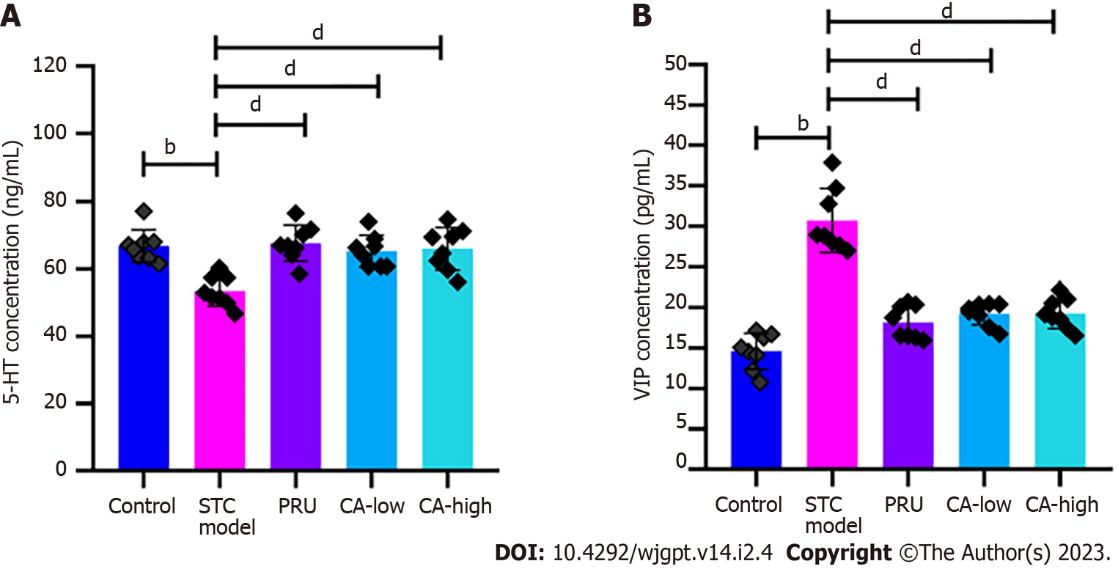 A
5-HT concentration (ng/mL)
120
100
80
60
40
20
0
d
d
d
b
Control
STC
model
PRU
CA-low
CA-high
B
VIP concentration (pg/mL)
50
45
40
35
30
25
20
15
10
5
0
d
d
d
b
Control
STC
model
PRU
CA-low
CA-high
DOI: 10.4292/wjgpt.v14.i2.4 Copyright ©The Author(s) 2023.